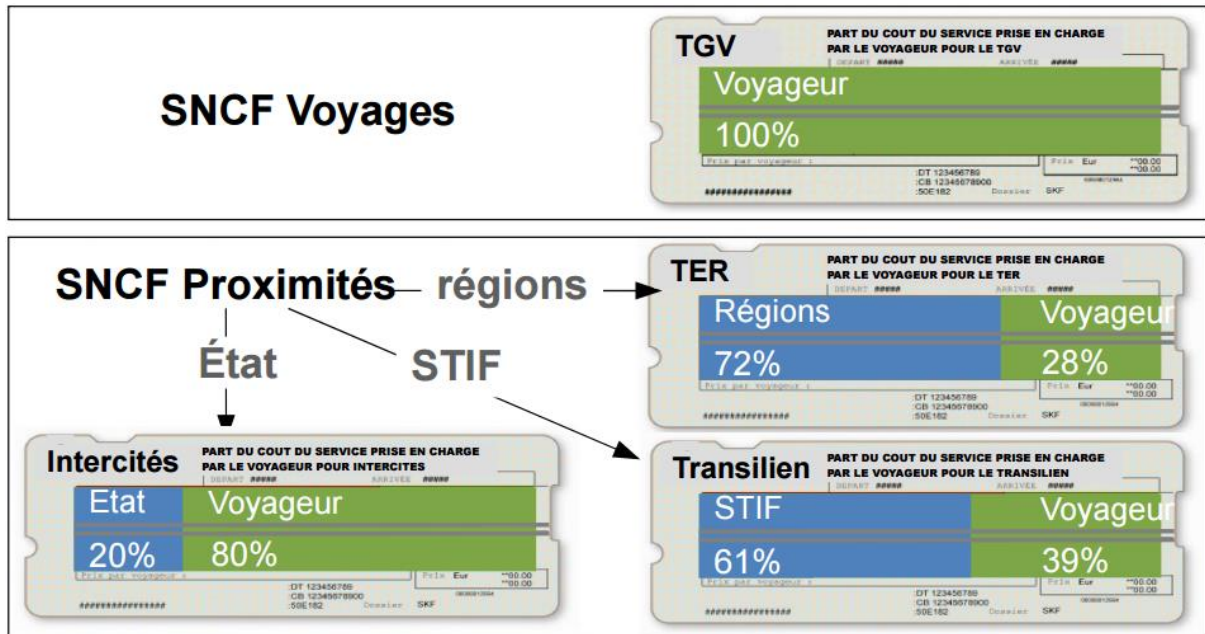 SNCF Voyages
TGV
PART DU COUT DU SERVICE PRISE EN CHARGE
PAR LE VOYAGEUR POUR LE TGV
DEPART ##### ARRIVÉE #####
Voyageur
100%
Prix par voyageur :
Prix Eur **00.00
**00.00
:DT 123456789
:CB 12345678900
:50E182 Dossier SKF
###############
SNCF Proximités
régions
État
STIF
TER
PART DU COUT DU SERVICE PRISE EN CHARGE
PAR LE VOYAGEUR POUR LE TER
DEPART ##### ARRIVÉE #####
Régions Voyageur
72% 28%
Prix par voyageur :
Prix Eur **00.00
**00.00
:DT 123456789
:CB 12345678900
:50E182 Dossier SKF
###############
Intercités
PART DU COUT DU SERVICE PRISE EN CHARGE
PAR LE VOYAGEUR POUR INTERCITES
DEPART ##### ARRIVÉE #####
Etat Voyageur
20% 80%
Prix par voyageur :
Prix Eur **00.00
**00.00
:DT 123456789
:CB 12345678900
:50E182 Dossier SKF
###############
Transilien
PART DU COUT DU SERVICE PRISE EN CHARGE
PAR LE VOYAGEUR POUR LE TRANSILIEN
DEPART ##### ARRIVÉE #####
STIF Voyageur
61% 39%
Prix par voyageur :
Prix Eur **00.00
**00.00
:DT 123456789
:CB 12345678900
:50E182 Dossier SKF
###############